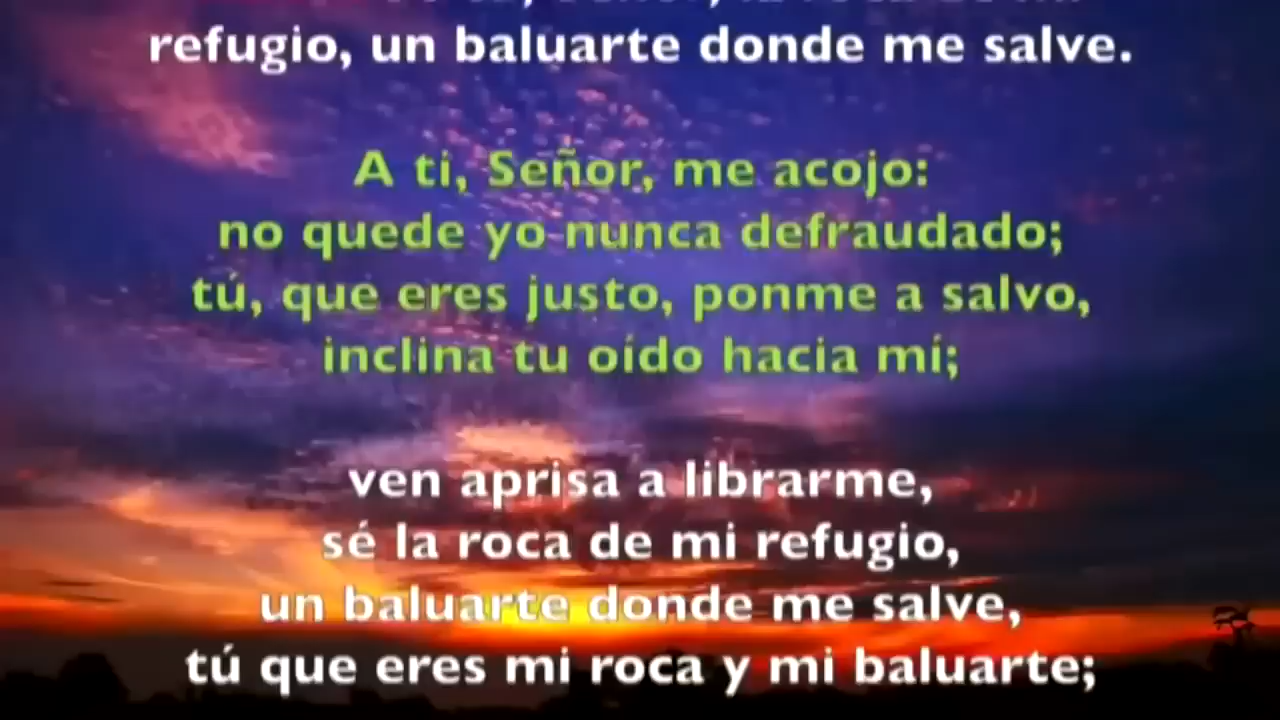 refugio, un baluarte donde me salve.
A ti, Señor, me acojo:
no quede yo nunca defraudado;
tú, que eres justo, ponme a salvo,
inclina tu oído hacia mí;
ven aprisa a librarme,
sé la roca de mi refugio,
un baluarte donde me salve,
tú que eres mi roca y mi baluarte;